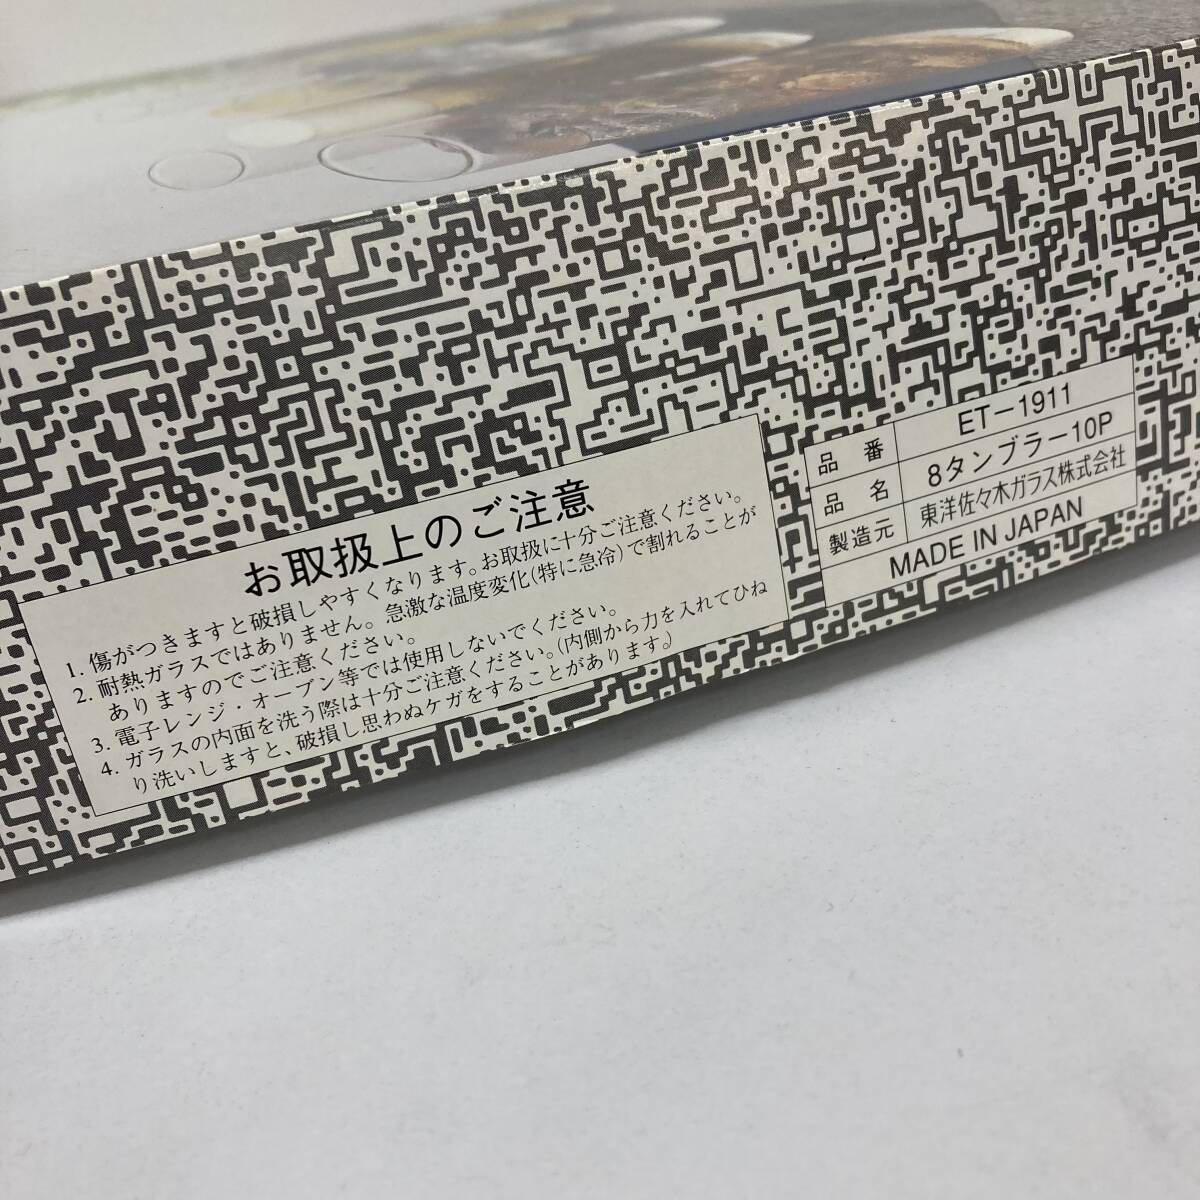 お取扱上のご注意
1. 傷がつきますと破損しやすくなります。お取扱に十分ご注意ください。
2. 耐熱ガラスではありません。急激な温度変化(特に急冷)で割れることが
ありますのでご注意ください。
3. 電子レンジ・オーブン等では使用しないでください。
4. ガラスの内面を洗う際は十分ご注意ください。(内側から力を入れてひね
り洗いしますと、破損し思わぬケガをすることがあります。)
品番 ET-1911
品名 8タンブラー10P
製造元 東洋佐々木ガラス株式会社
MADE IN JAPAN